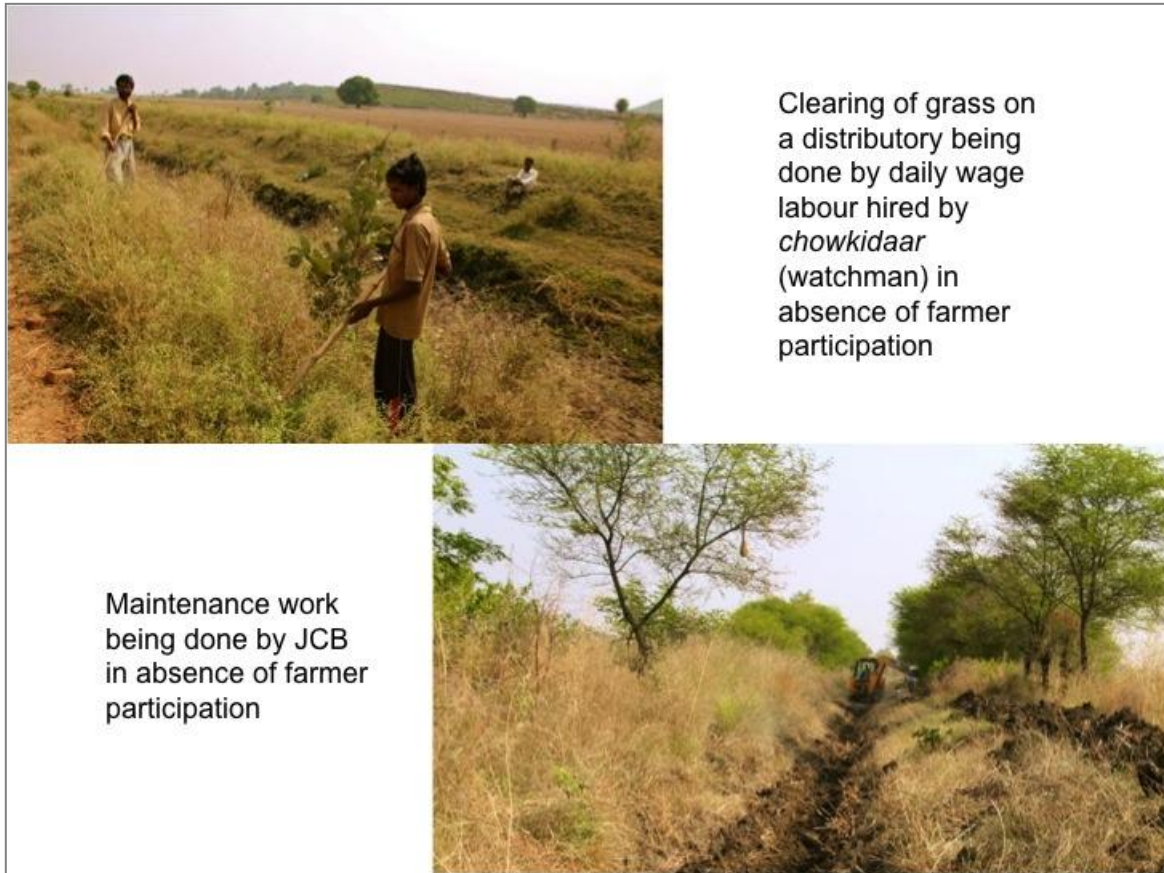 Clearing of grass on
a distributory being
done by daily wage
labour hired by
chowkidaar
(watchman) in
absence of farmer
participation
Maintenance work
being done by JCB
in absence of farmer
participation